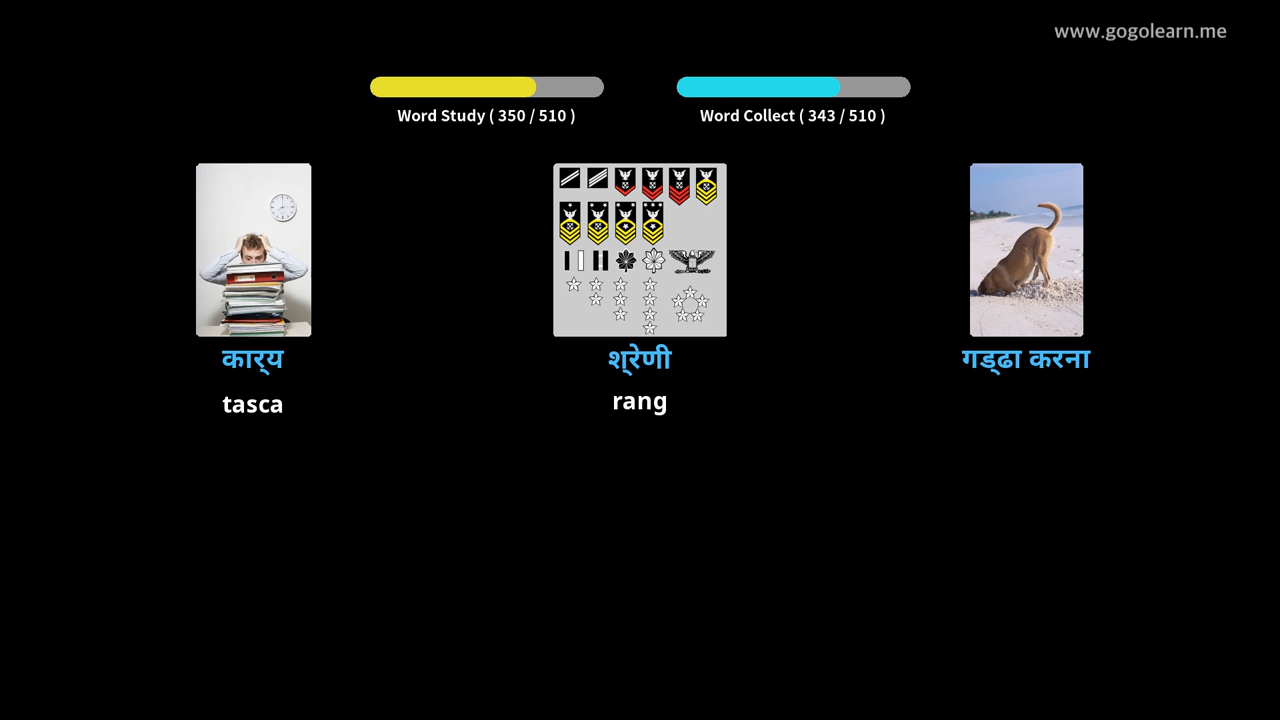 www.gogolearn.me
Word Study ( 350 / 510 )
Word Collect ( 343 / 510 )
कार्य
श्रेणी
गड्ढा करना
tasca
rang